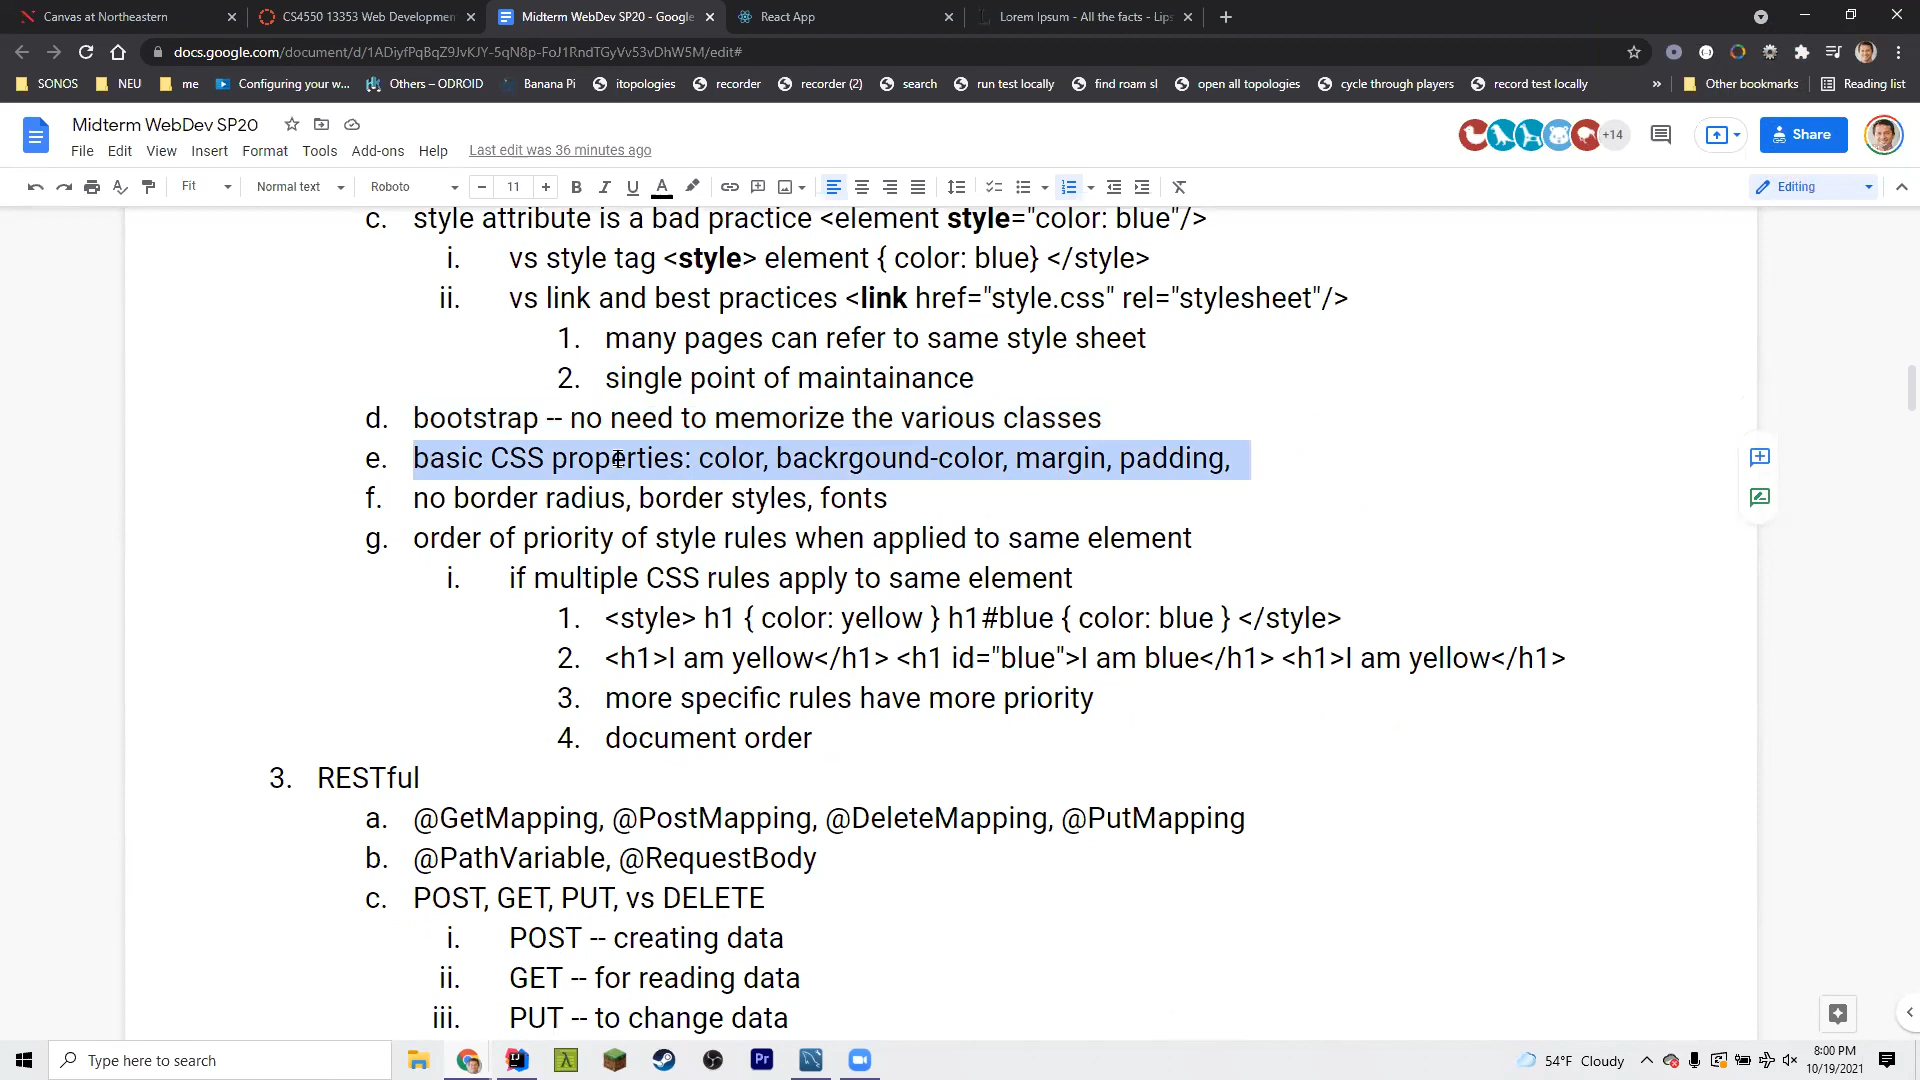 Canvas at Northeastern
CS4550 13353 Web Developmen
Midterm WebDev SP20 - Google
React App
Lorem Ipsum - All the facts - Lips
docs.google.com/document/d/1ADiyfPqBqZ9JvKJY-5qN8p-FoJ1RndTGyVv53vDhW5M/edit#
SONOS
NEU
me
Configuring your w...
Others – ODROID
Banana Pi
itopologies
recorder
recorder (2)
search
run test locally
find roam sl
open all topologies
cycle through players
record test locally
»
Other bookmarks
Reading list
Midterm WebDev SP20
+14
Share
File Edit View Insert Format Tools Add-ons Help Last edit was 36 minutes ago
Fit Normal text Roboto 11 Editing
c. style attribute is a bad practice <element style="color: blue"/>
i. vs style tag <style> element { color: blue} </style>
ii. vs link and best practices <link href="style.css" rel="stylesheet"/>
1. many pages can refer to same style sheet
2. single point of maintainance
d. bootstrap -- no need to memorize the various classes
e. basic CSS properties: color, backrgound-color, margin, padding,
f. no border radius, border styles, fonts
g. order of priority of style rules when applied to same element
i. if multiple CSS rules apply to same element
1. <style> h1 { color: yellow } h1#blue { color: blue } </style>
2. <h1>I am yellow</h1> <h1 id="blue">I am blue</h1> <h1>I am yellow</h1>
3. more specific rules have more priority
4. document order
3. RESTful
a. @GetMapping, @PostMapping, @DeleteMapping, @PutMapping
b. @PathVariable, @RequestBody
c. POST, GET, PUT, vs DELETE
i. POST -- creating data
ii. GET -- for reading data
iii. PUT -- to change data
Type here to search
Pr
54°F Cloudy
8:00 PM
10/19/2021